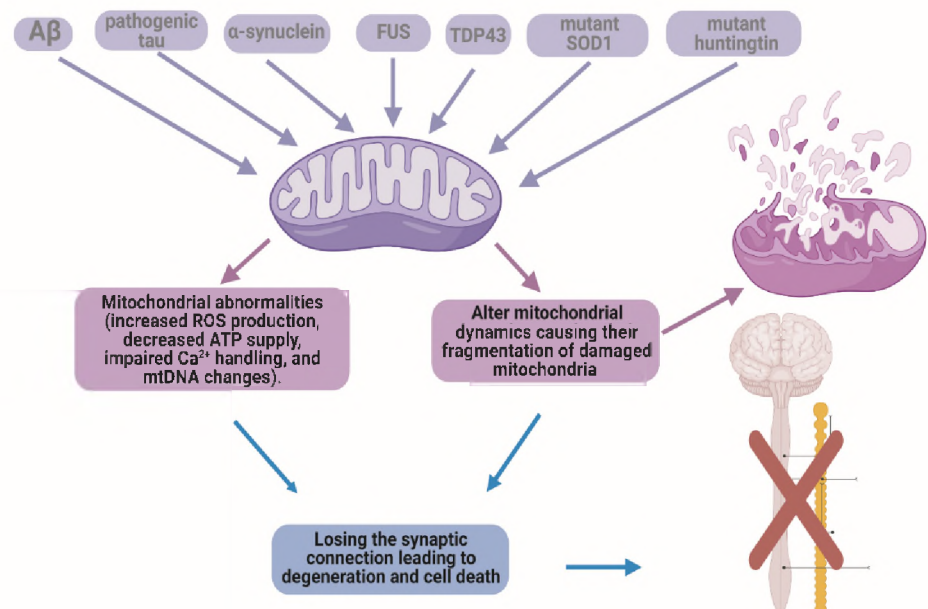 Aβ
pathogenic
tau
α-synuclein
FUS
TDP43
mutant
SOD1
mutant
huntingtin
Mitochondrial abnormalities
(increased ROS production,
decreased ATP supply,
impaired Ca²⁺ handling, and
mtDNA changes).
Alter mitochondrial
dynamics causing their
fragmentation of damaged
mitochondria
Losing the synaptic
connection leading to
degeneration and cell death